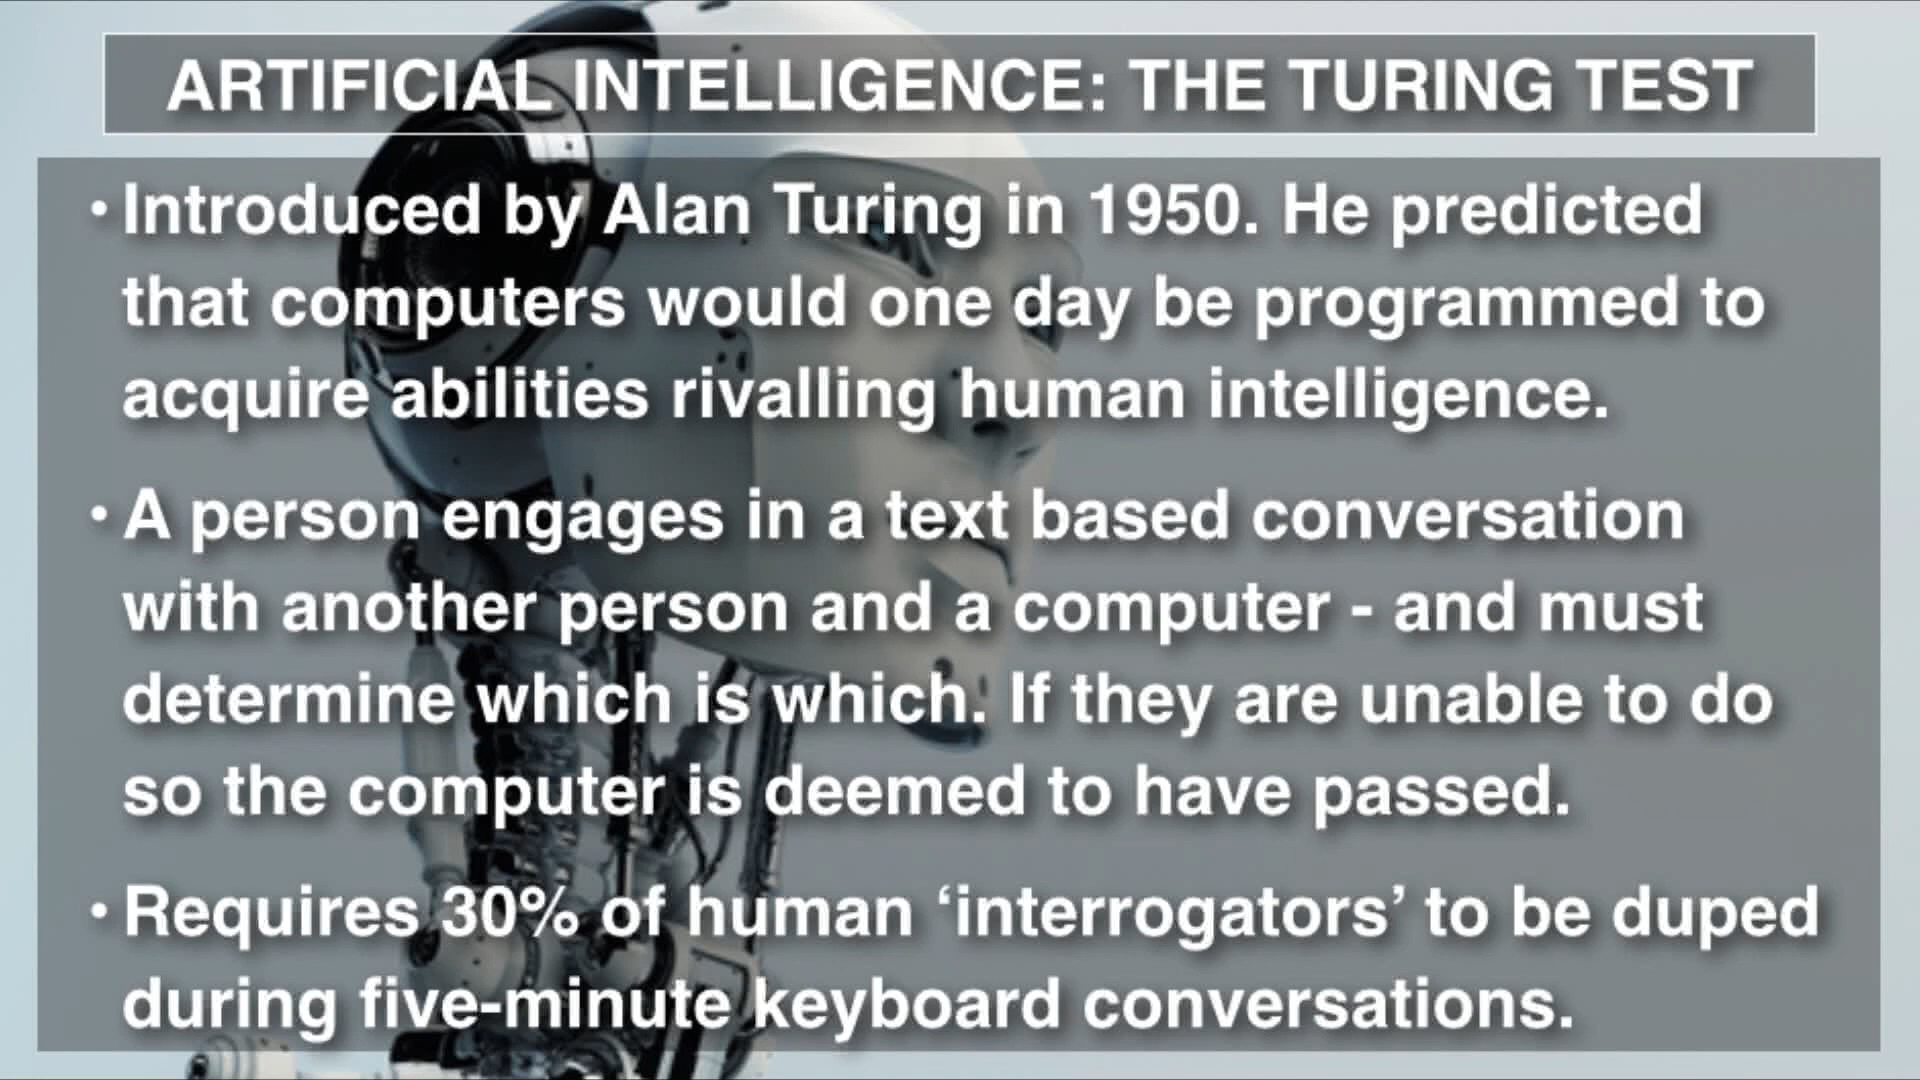 ARTIFICIAL INTELLIGENCE: THE TURING TEST
• Introduced by Alan Turing in 1950. He predicted
that computers would one day be programmed to
acquire abilities rivalling human intelligence.
• A person engages in a text based conversation
with another person and a computer - and must
determine which is which. If they are unable to do
so the computer is deemed to have passed.
• Requires 30% of human ‘interrogators’ to be duped
during five-minute keyboard conversations.